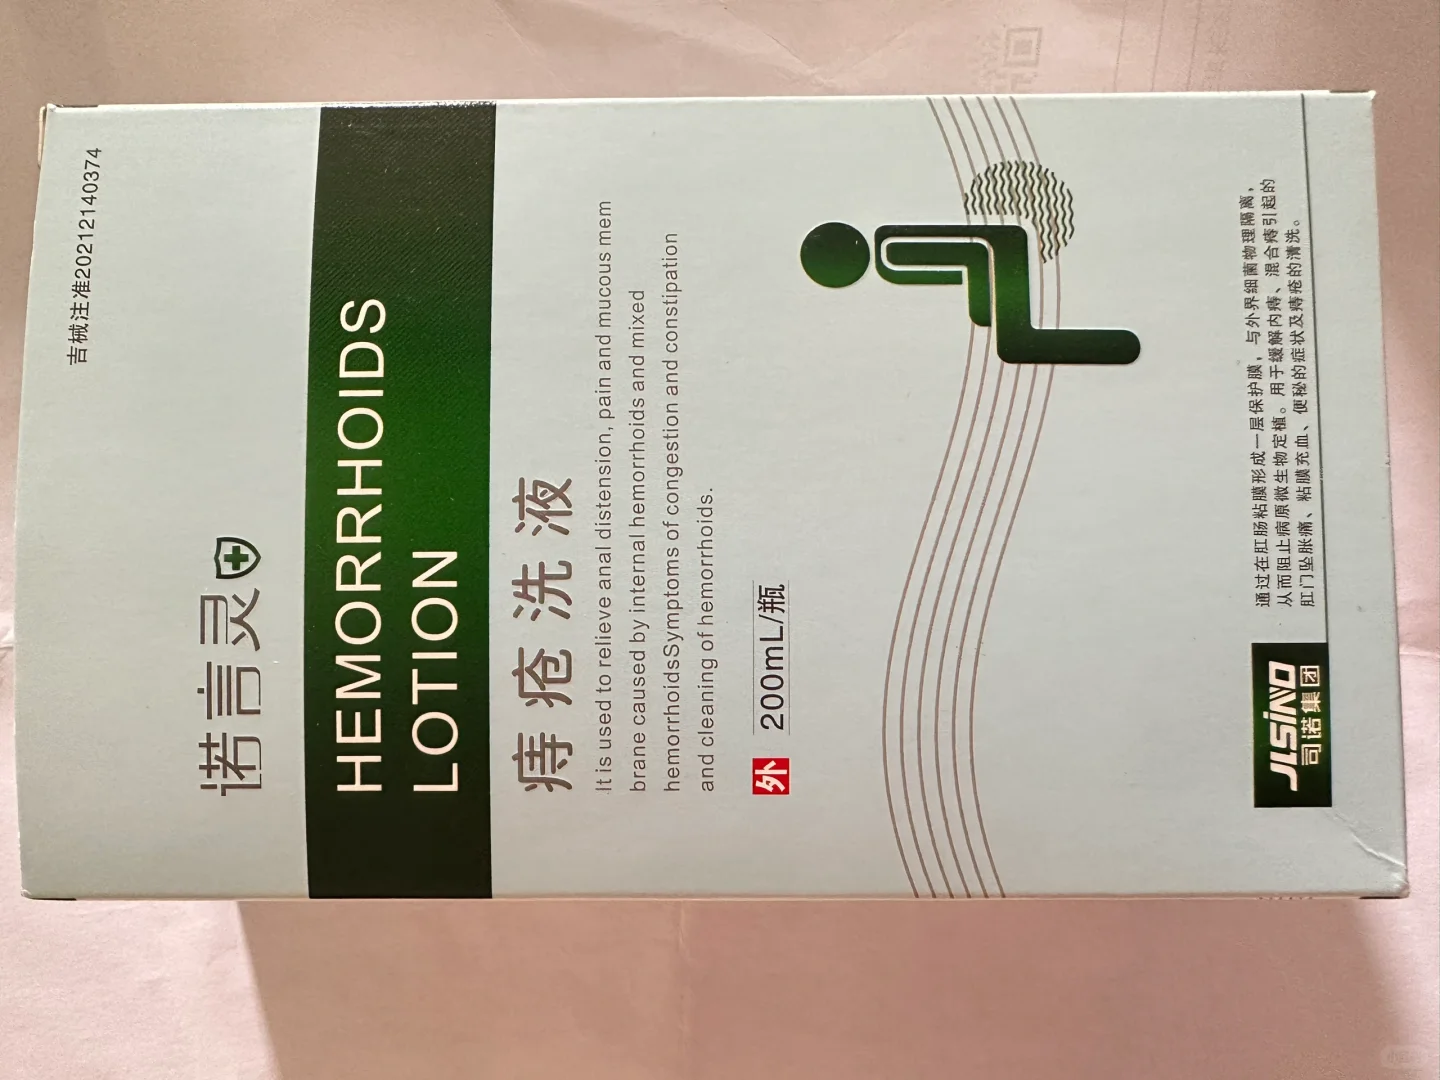 吉械注准20212140374
诺言灵
HEMORRHOIDS
LOTION
痔疮洗液
It is used to relieve anal distension, pain and mucous mem
brane caused by internal hemorrhoids and mixed
hemorrhoidsSymptoms of congestion and constipation
and cleaning of hemorrhoids.
外 200mL/瓶
通过在肛肠粘膜形成一层保护膜，与外界细菌物理隔离，
从而阻止病原微生物定植。用于缓解内痔、混合痔引起的
肛门坠胀痛、粘膜充血、便秘的症状及痔疮的清洗。
JLSINO
司诺集团